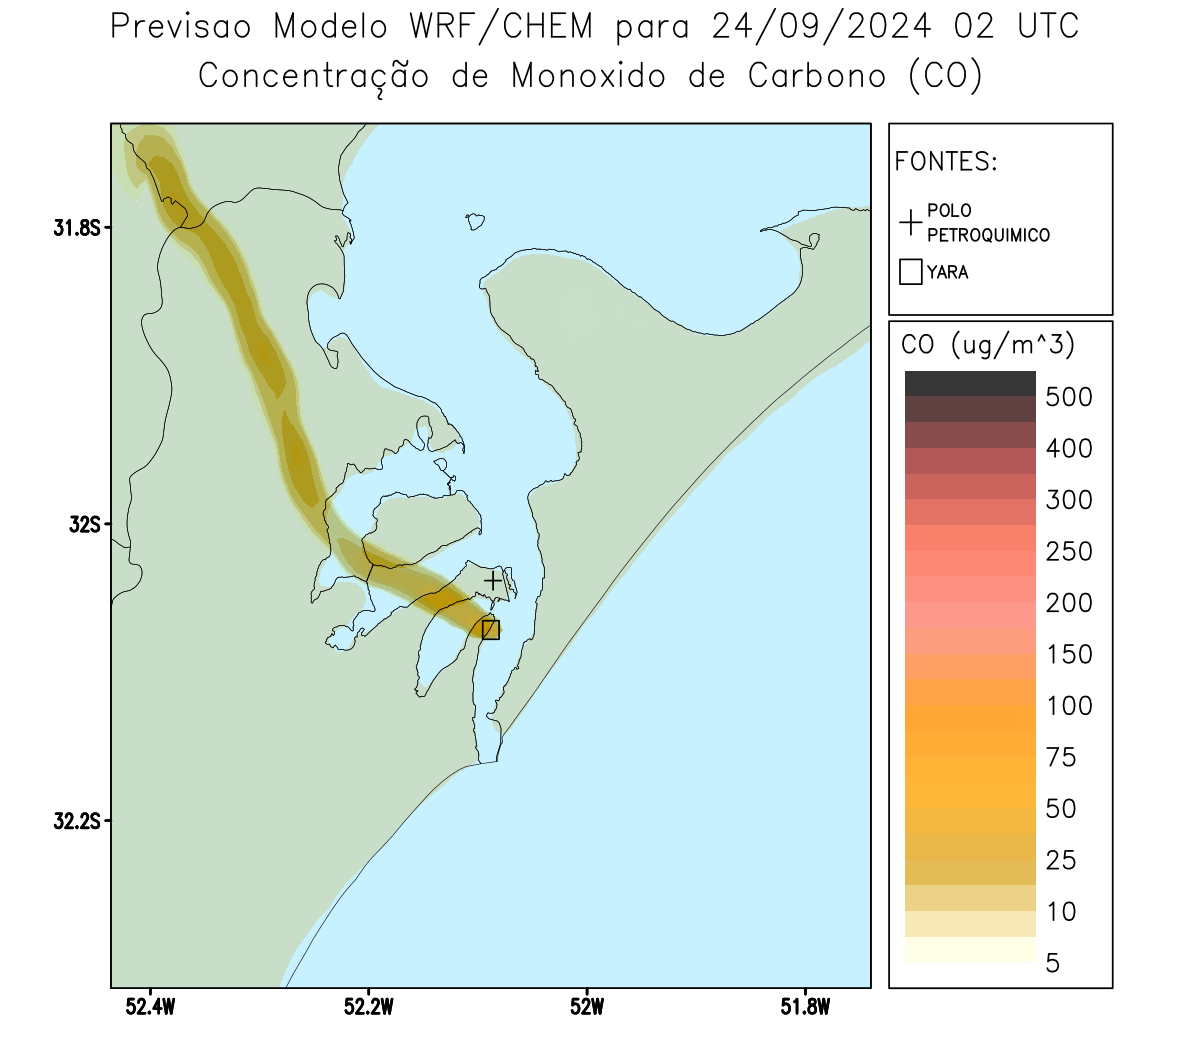 Previsao Modelo WRF/CHEM para 24/09/2024 02 UTC
Concentração de Monoxido de Carbono (CO)
FONTES:
POLO
PETROQUIMICO
YARA
CO (ug/m^3)
500
400
300
250
200
150
100
75
50
25
10
5
31.8S
32S
32.2S
52.4W
52.2W
52W
51.8W